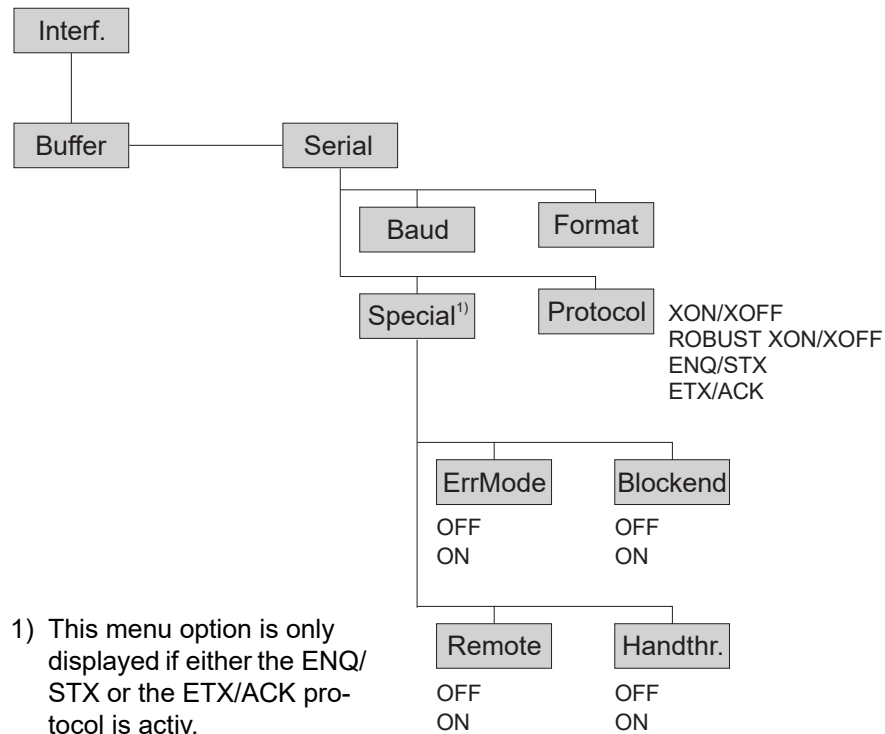 Interf.
Buffer
Serial
Baud
Format
Special1)
Protocol
XON/XOFF
ROBUST XON/XOFF
ENQ/STX
ETX/ACK
ErrMode
Blockend
OFF
ON
OFF
ON
Remote
Handthr.
OFF
ON
OFF
ON
1) This menu option is only
displayed if either the ENQ/
STX or the ETX/ACK pro-
tocol is activ.